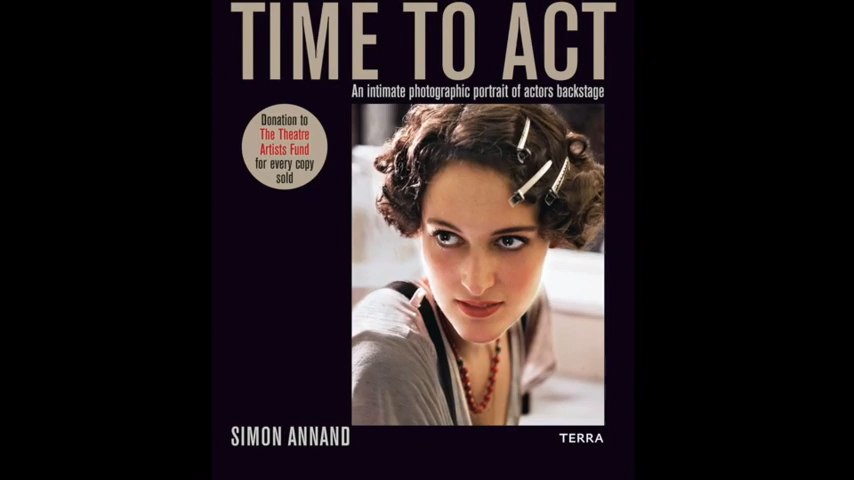 TIME TO ACT
An intimate photographic portrait of actors backstage
Donation to
The Theatre
Artists Fund
for every copy
sold
SIMON ANNAND
TERRA